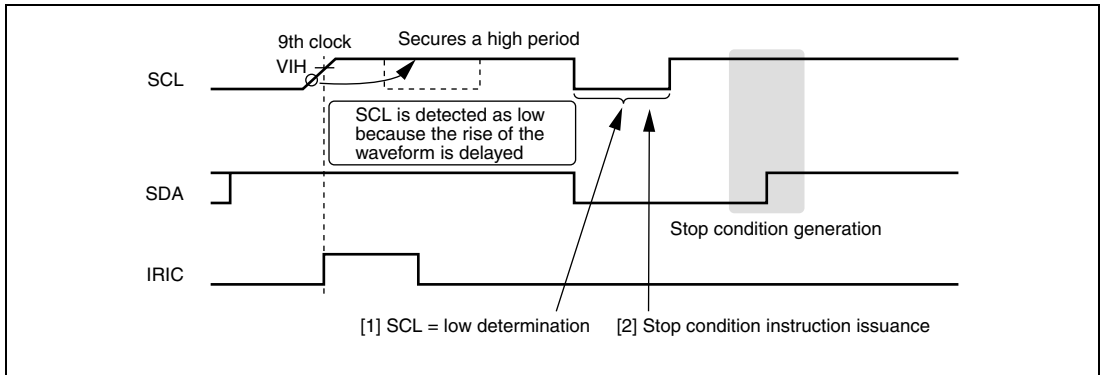 9th clock
Secures a high period
VIH
SCL
SCL is detected as low
because the rise of the
waveform is delayed
SDA
Stop condition generation
IRIC
[1] SCL = low determination
[2] Stop condition instruction issuance